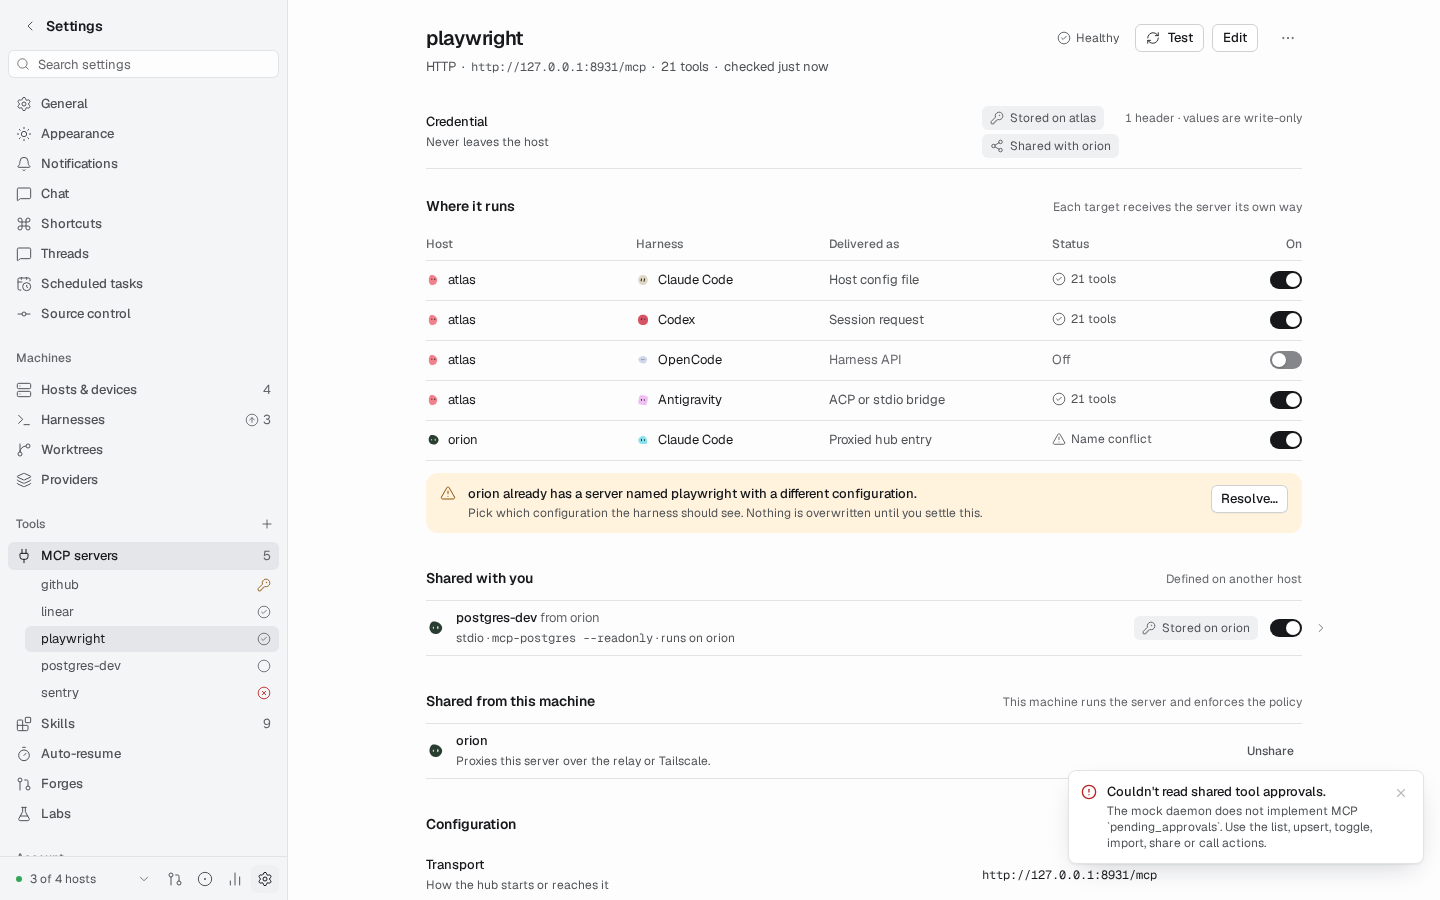 Settings
Search settings
General
Appearance
Notifications
Chat
Shortcuts
Threads
Scheduled tasks
Source control
Machines
Hosts & devices 4
Harnesses 3
Worktrees
Providers
Tools
MCP servers 5
github
linear
playwright
postgres-dev
sentry
Skills 9
Auto-resume
Forges
Labs
3 of 4 hosts
playwright
Healthy
Test
Edit
HTTP · http://127.0.0.1:8931/mcp · 21 tools · checked just now
Credential
Never leaves the host
Stored on atlas
1 header · values are write-only
Shared with orion
Where it runs
Each target receives the server its own way
Host Harness Delivered as Status On
atlas Claude Code Host config file 21 tools
atlas Codex Session request 21 tools
atlas OpenCode Harness API Off
atlas Antigravity ACP or stdio bridge 21 tools
orion Claude Code Proxied hub entry Name conflict
orion already has a server named playwright with a different configuration.
Pick which configuration the harness should see. Nothing is overwritten until you settle this.
Resolve...
Shared with you
Defined on another host
postgres-dev from orion
stdio · mcp-postgres --readonly · runs on orion
Stored on orion
Shared from this machine
This machine runs the server and enforces the policy
orion
Proxies this server over the relay or Tailscale.
Unshare
Configuration
Transport
How the hub starts or reaches it
http://127.0.0.1:8931/mcp
Couldn't read shared tool approvals.
The mock daemon does not implement MCP
`pending_approvals`. Use the list, upsert, toggle,
import, share or call actions.